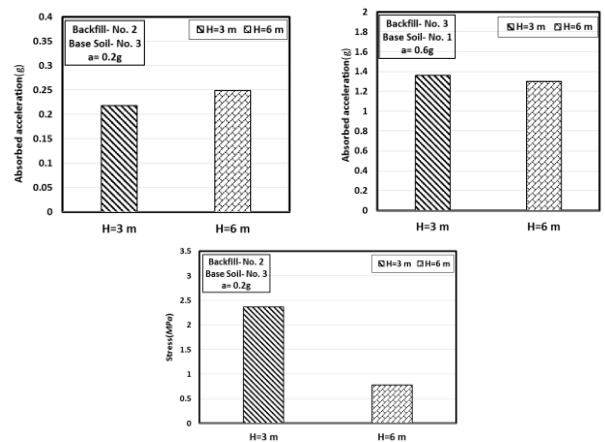 Backfill- No. 2
Base Soil- No. 3
a= 0.2g
H=3 m H=6 m
Absorbed acceleration(g)
0.4
0.35
0.3
0.25
0.2
0.15
0.1
0.05
0
H=3 m H=6 m
Backfill- No. 3
Base Soil- No. 1
a= 0.6g
H=3 m H=6 m
Absorbed acceleration(g)
2
1.8
1.6
1.4
1.2
1
0.8
0.6
0.4
0.2
0
H=3 m H=6 m
Backfill- No. 2
Base Soil- No. 3
a= 0.2g
H=3 m H=6 m
Stress(MPa)
3.5
3
2.5
2
1.5
1
0.5
0
H=3 m H=6 m